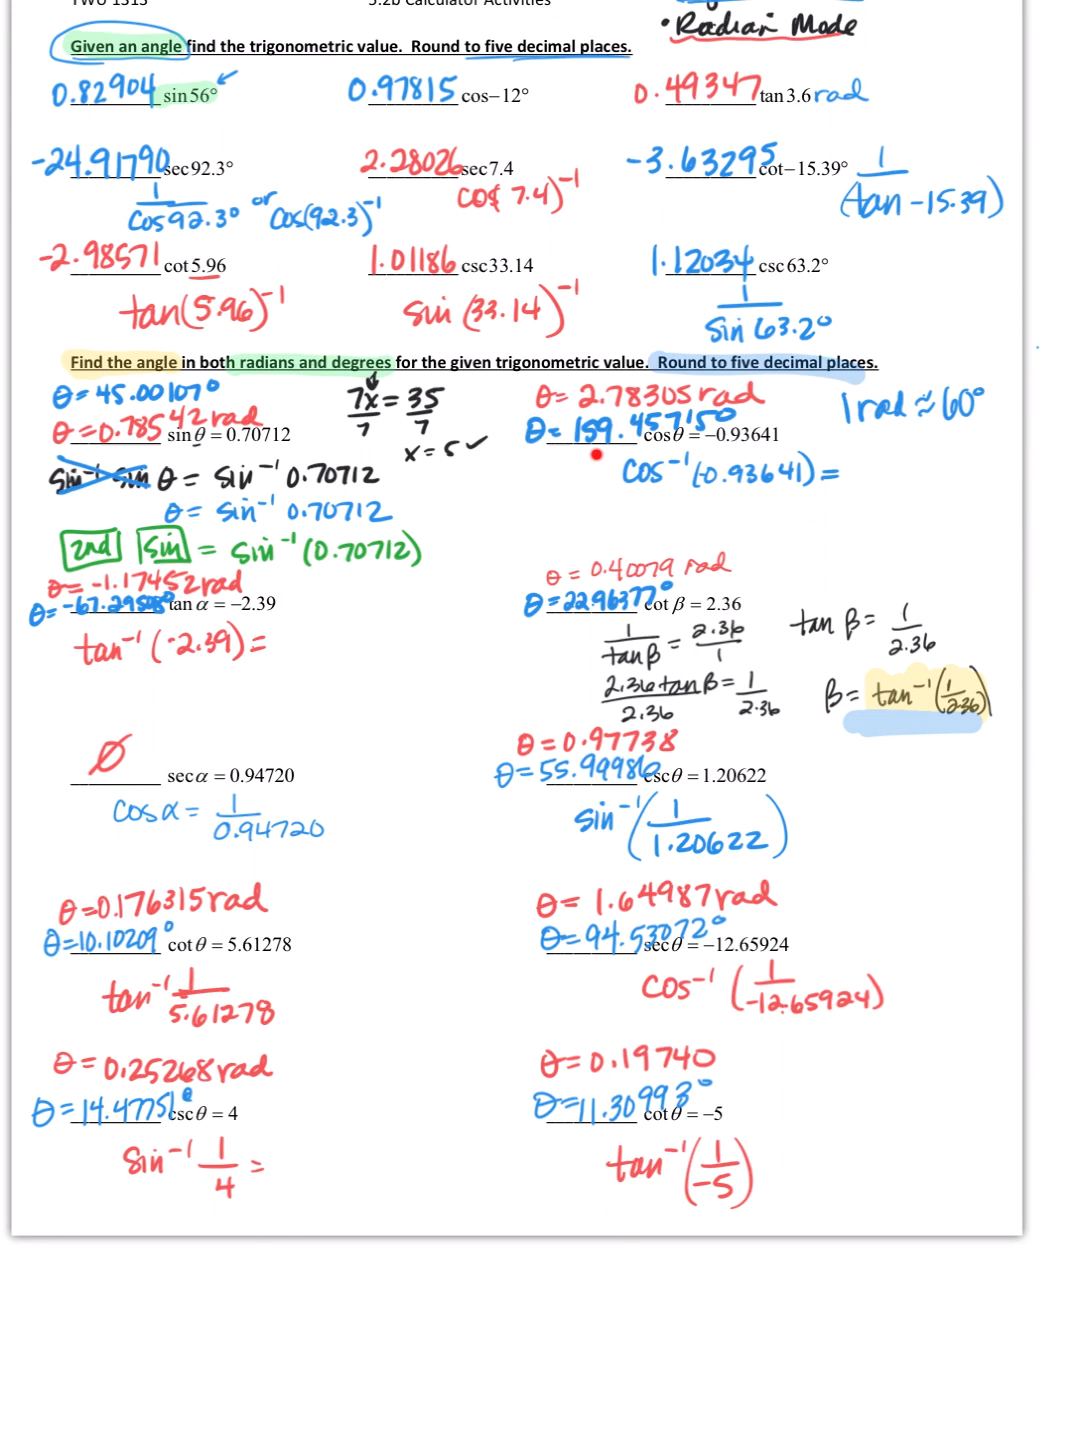 TWU 1313 5.2b Calculator Activities
• Radian Mode
Given an angle find the trigonometric value. Round to five decimal places.
0.82904 sin 56° 0.97815 cos−12° 0.49347 tan 3.6 rad
-24.91790 sec 92.3° 2.28026 sec 7.4 -3.63295 cot−15.39°
1/cos 92.3° or cos(92.3)^-1 cos(7.4)^-1 1/(tan -15.39)
-2.98571 cot 5.96 1.01186 csc 33.14 1.12034 csc 63.2°
tan(5.96)^-1 sin (33.14)^-1 1/sin 63.2°
Find the angle in both radians and degrees for the given trigonometric value. Round to five decimal places.
θ= 45.00107° 7x/7 = 35/7 θ= 2.78305 rad 1 rad ≈ 60°
θ=0.78542 rad sin θ = 0.70712 x = 5 ✓ θ= 159.45715° cos θ = −0.93641
sin^-1 sin θ = sin^-1 0.70712 cos^-1(-0.93641) =
θ = sin^-1 0.70712
2nd sin = sin^-1 (0.70712)
θ= -1.17452 rad θ = 0.40079 rad
tan α = −2.39 θ=22.96377° cot β = 2.36
tan^-1 (-2.39) = 1/tan β = 2.36/1 tan β = 1/2.36
2.36 tan β/2.36 = 1/2.36 β = tan^-1 (1/2.36)
θ = 0.97738
∅ sec α = 0.94720 θ=55.99986 csc θ = 1.20622
cos α = 1/0.94720 sin^-1 (1/1.20622)
θ=0.176315 rad θ= 1.64987 rad
θ=10.10209° cot θ = 5.61278 θ=94.53072° sec θ = −12.65924
tan^-1 1/5.61278 cos^-1 (1/-12.65924)
θ= 0.25268 rad θ= 0.19740
θ=14.47751° csc θ = 4 θ=11.30993° cot θ = −5
sin^-1 1/4 = tan^-1 (1/-5)